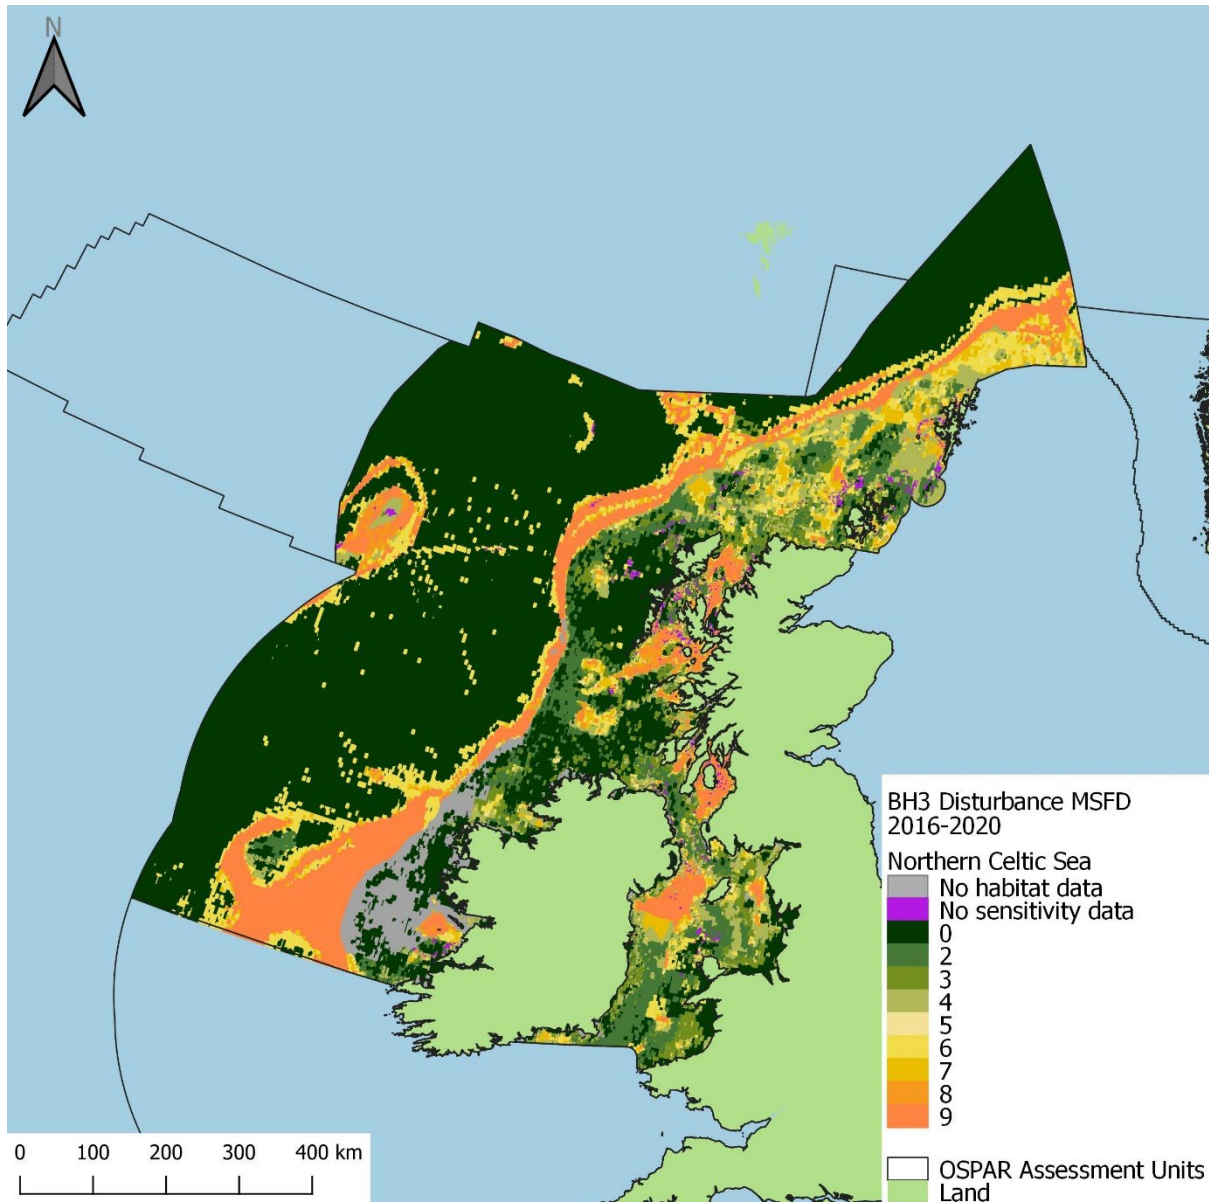 N
BH3 Disturbance MSFD
2016-2020
Northern Celtic Sea
No habitat data
No sensitivity data
0
2
3
4
5
6
7
8
9
OSPAR Assessment Units
Land
0 100 200 300 400 km